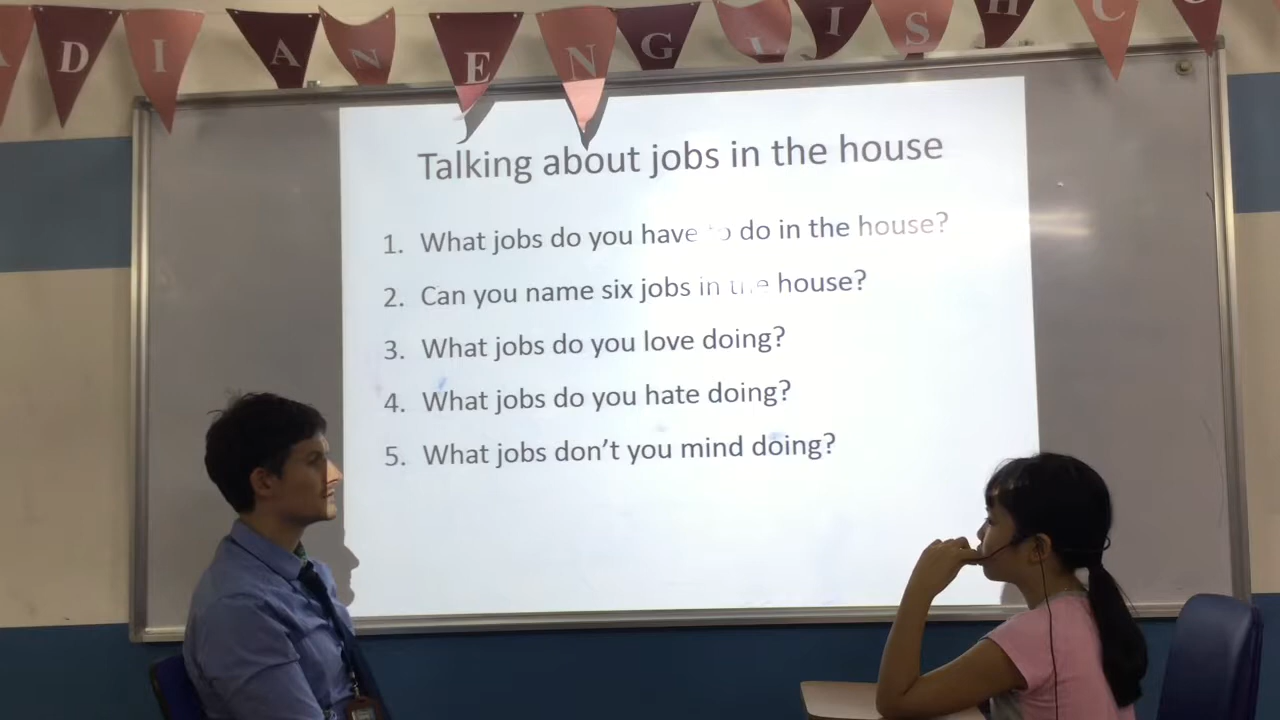 DIAN ENGLISH C
Talking about jobs in the house
1. What jobs do you have to do in the house?
2. Can you name six jobs in the house?
3. What jobs do you love doing?
4. What jobs do you hate doing?
5. What jobs don't you mind doing?